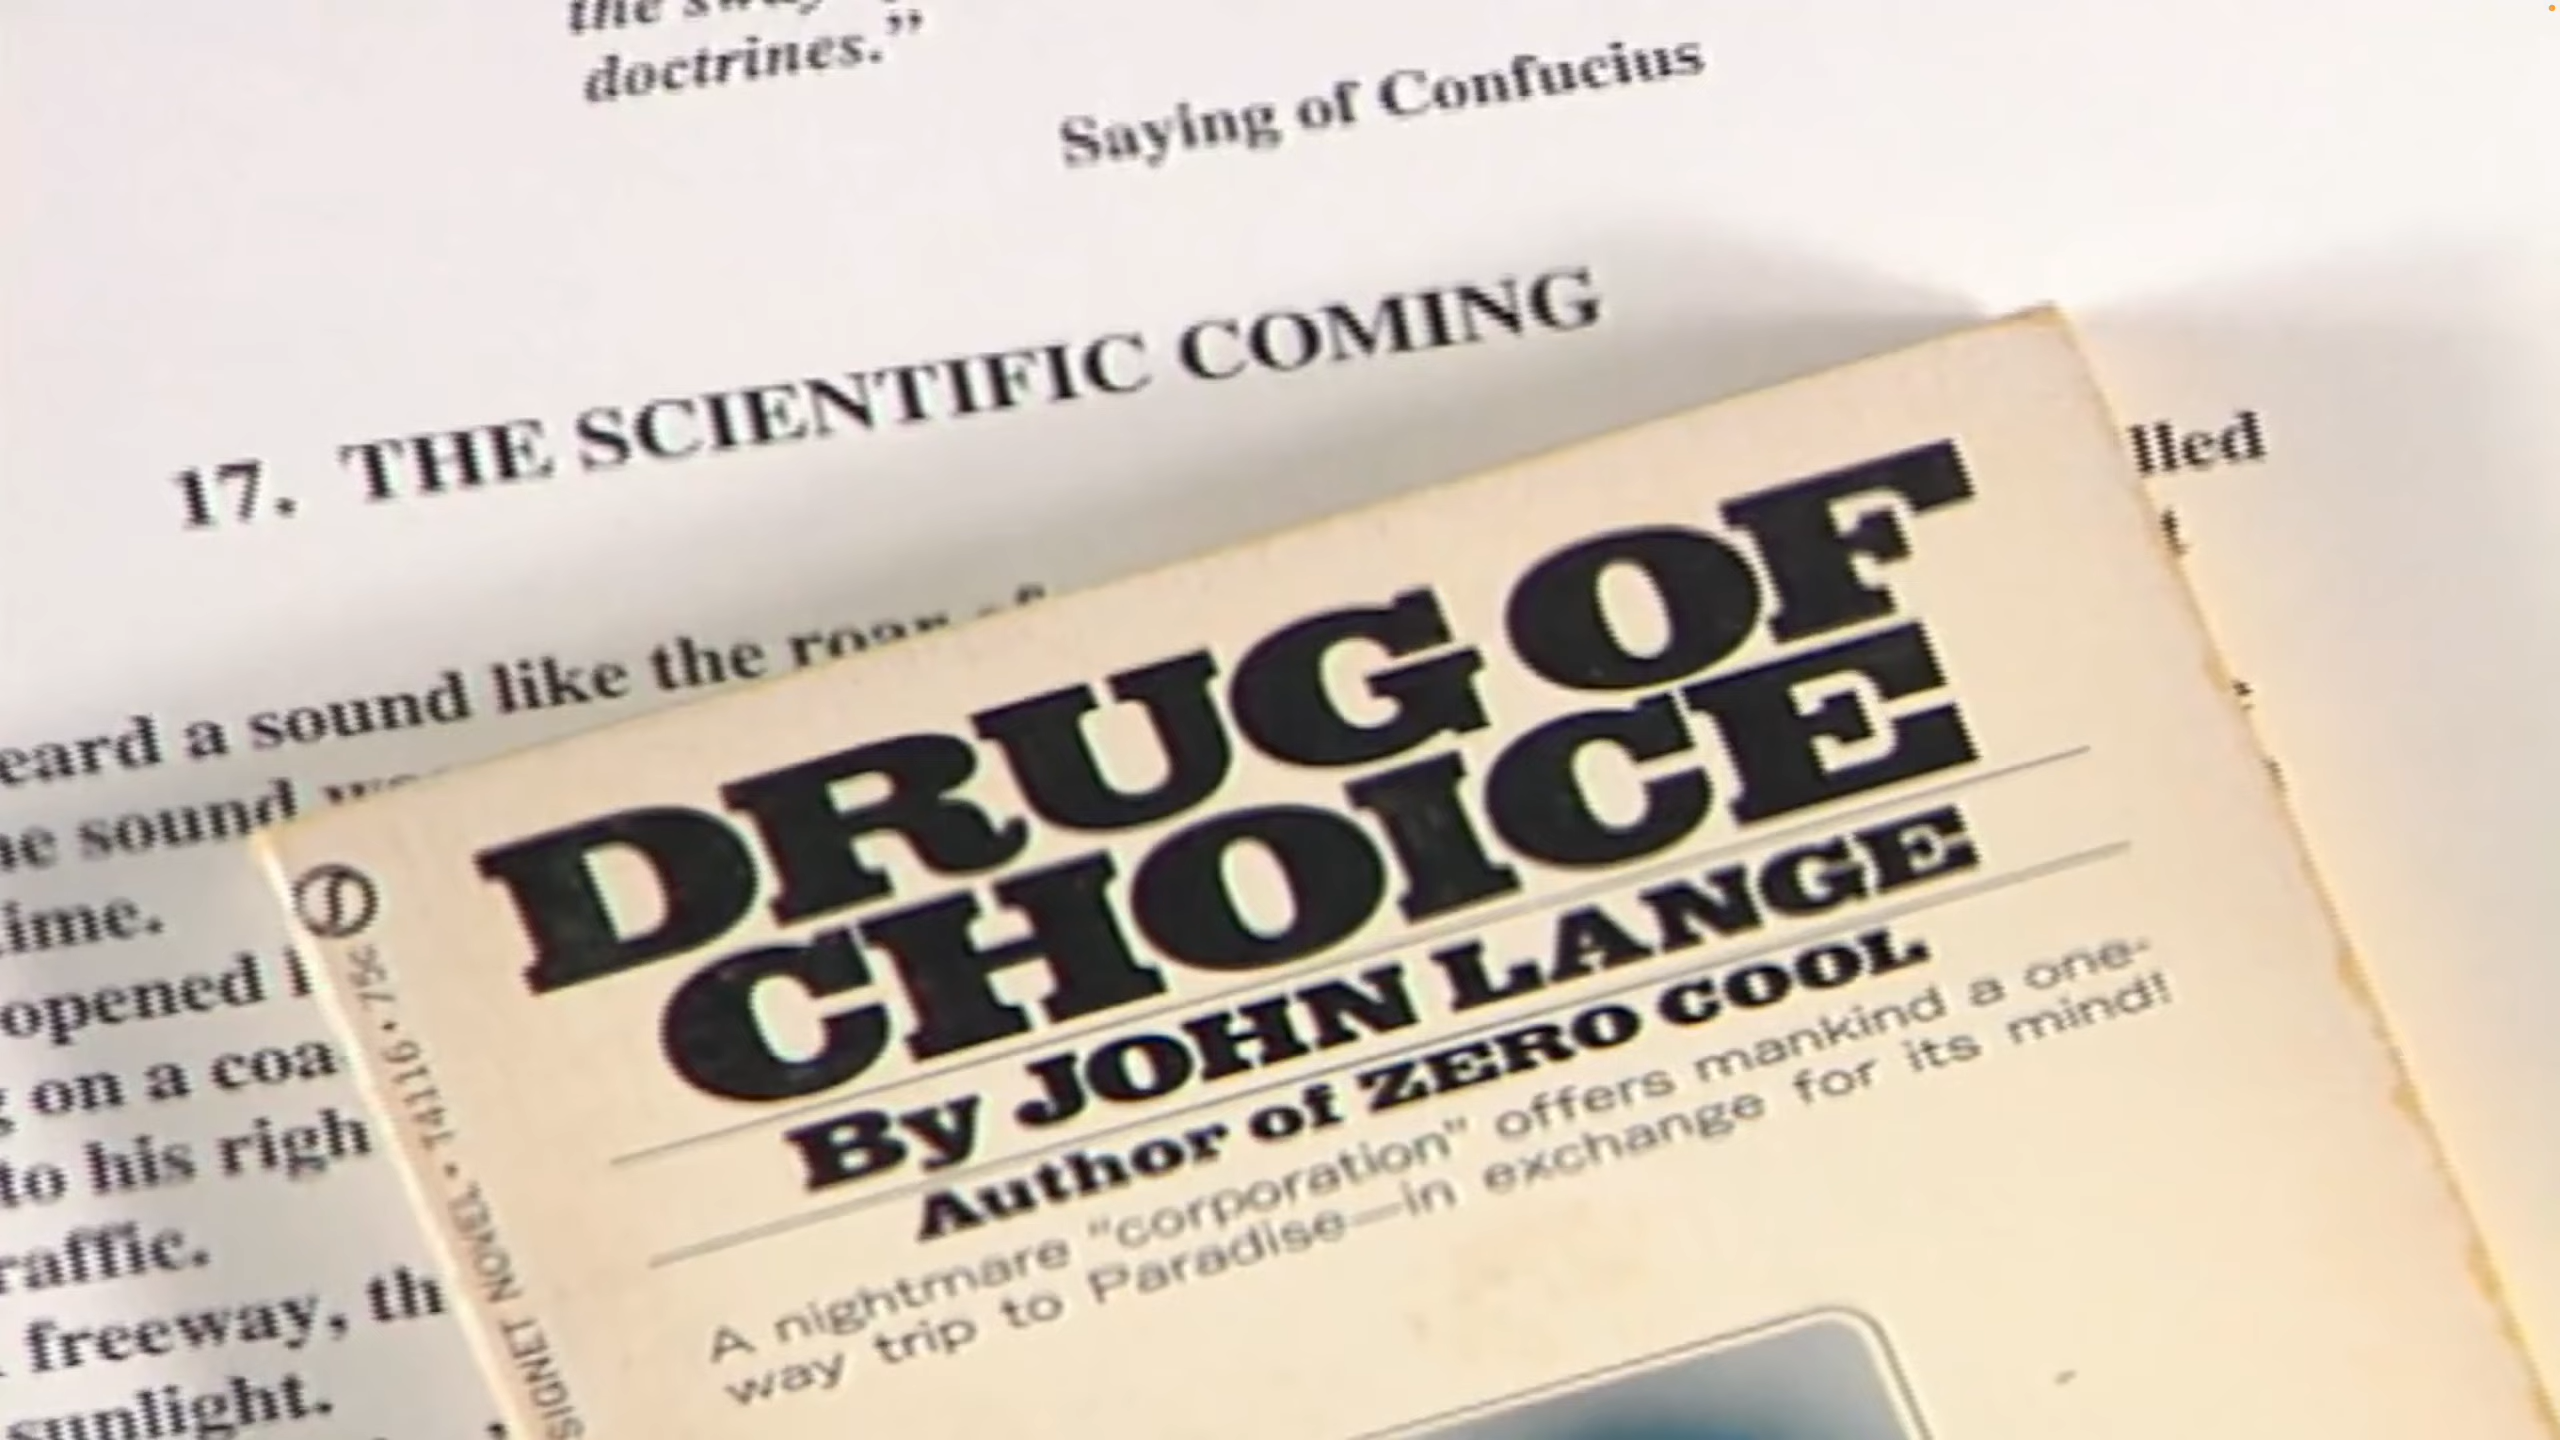 doctrines.”
Saying of Confucius
17. THE SCIENTIFIC COMING
lled
eard a sound like the roar of
e sound
ime.
opened
on a coa
to his righ
raffic.
freeway, th
sunlight.
DRUG OF
CHOICE
By JOHN LANGE
Author of ZERO COOL
A nightmare “corporation” offers mankind a one-
way trip to Paradise—in exchange for its mind!
SIGNET NOVEL • T4116 • 75¢